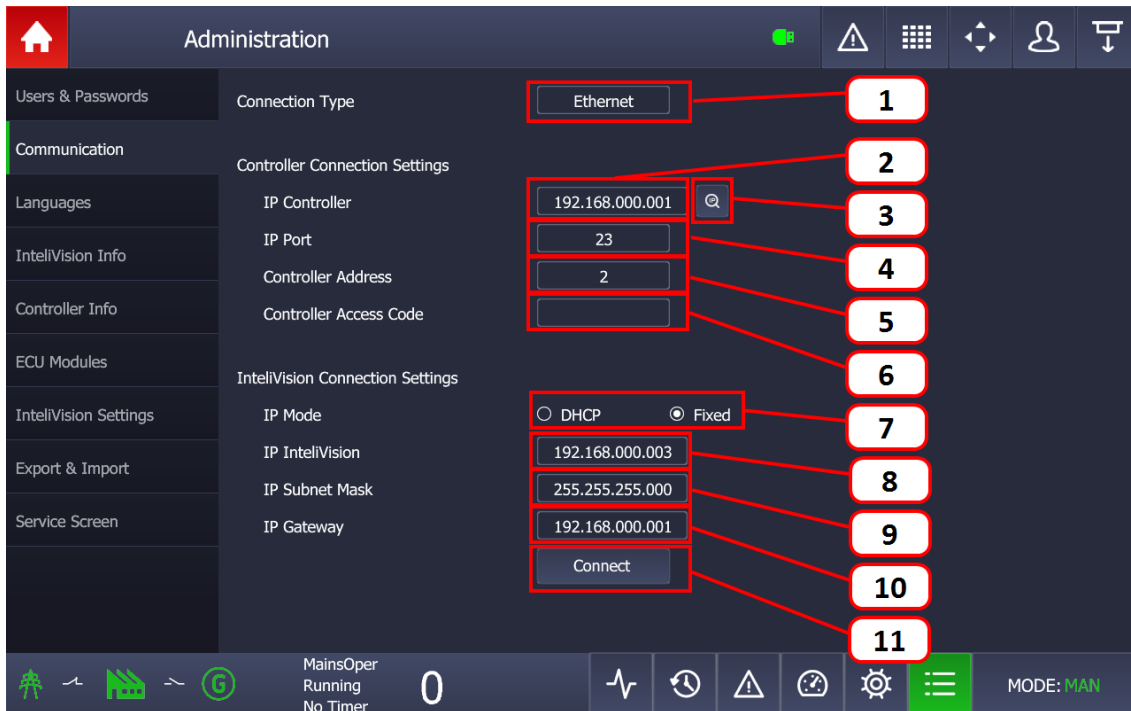 Administration
Users & Passwords
Communication
Languages
InteliVision Info
Controller Info
ECU Modules
InteliVision Settings
Export & Import
Service Screen
Connection Type Ethernet 1
Controller Connection Settings 2
IP Controller 192.168.000.001 IP 3
IP Port 23 4
Controller Address 2 5
Controller Access Code 6
InteliVision Connection Settings
IP Mode DHCP Fixed 7
IP InteliVision 192.168.000.003 8
IP Subnet Mask 255.255.255.000 9
IP Gateway 192.168.000.001 10
Connect 11
G
MainsOper
Running
No Timer
0
MODE: MAN